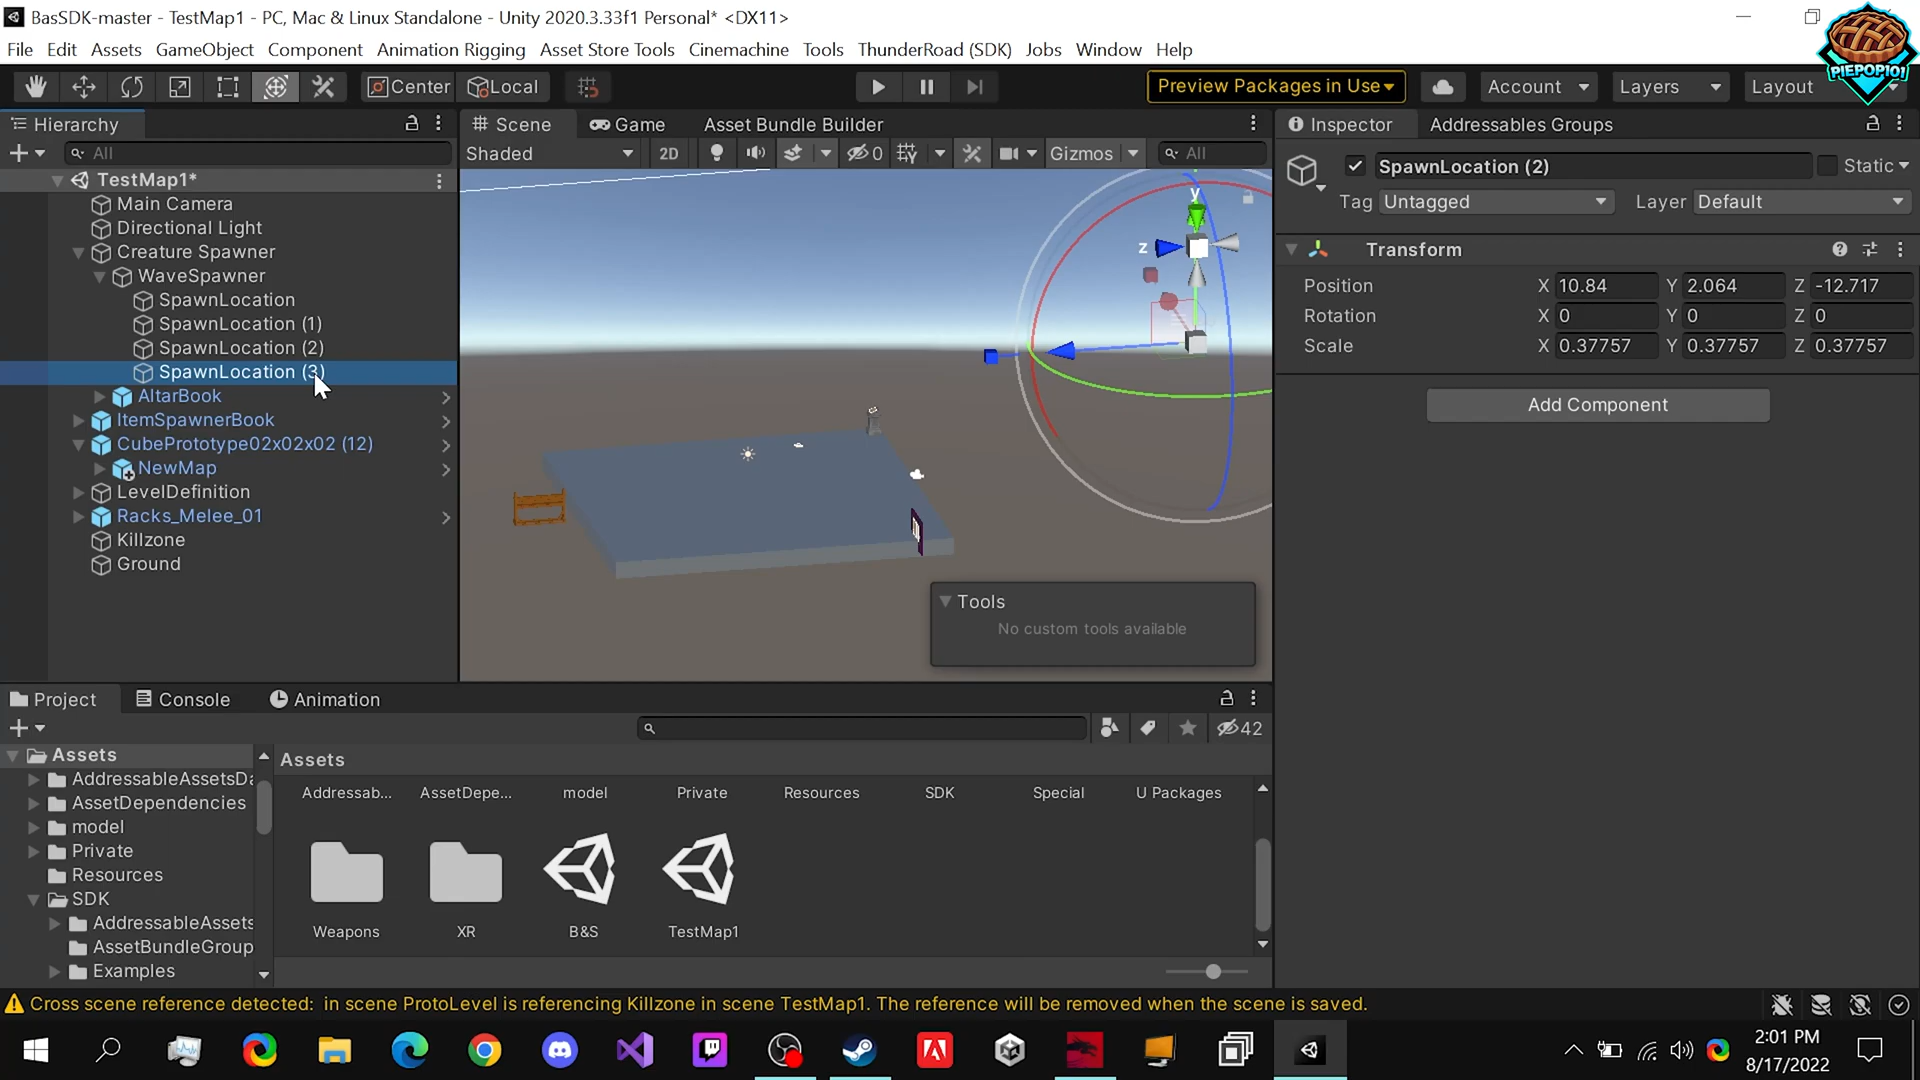 BasSDK-master - TestMap1 - PC, Mac & Linux Standalone - Unity 2020.3.33f1 Personal* <DX11>
PIEPOPIO!
File Edit Assets GameObject Component Animation Rigging Asset Store Tools Cinemachine Tools ThunderRoad (SDK) Jobs Window Help
Center Local Preview Packages in Use Account Layers Layout
Hierarchy
All
TestMap1*
Main Camera
Directional Light
Creature Spawner
WaveSpawner
SpawnLocation
SpawnLocation (1)
SpawnLocation (2)
SpawnLocation (3)
AltarBook
ItemSpawnerBook
CubePrototype02x02x02 (12)
NewMap
LevelDefinition
Racks_Melee_01
Killzone
Ground
Scene Game Asset Bundle Builder
Shaded 2D 0 Gizmos All
y
z
Tools
No custom tools available
Inspector Addressables Groups
SpawnLocation (2) Static
Tag Untagged Layer Default
Transform
Position X 10.84 Y 2.064 Z -12.717
Rotation X 0 Y 0 Z 0
Scale X 0.37757 Y 0.37757 Z 0.37757
Add Component
Project Console Animation
42
Assets
AddressableAssetsDa
AssetDependencies
model
Private
Resources
SDK
AddressableAssets
AssetBundleGroup
Examples
Assets
Addressab... AssetDepe... model Private Resources SDK Special U Packages
Weapons XR B&S TestMap1
Cross scene reference detected: in scene ProtoLevel is referencing Killzone in scene TestMap1. The reference will be removed when the scene is saved.
2:01 PM
8/17/2022